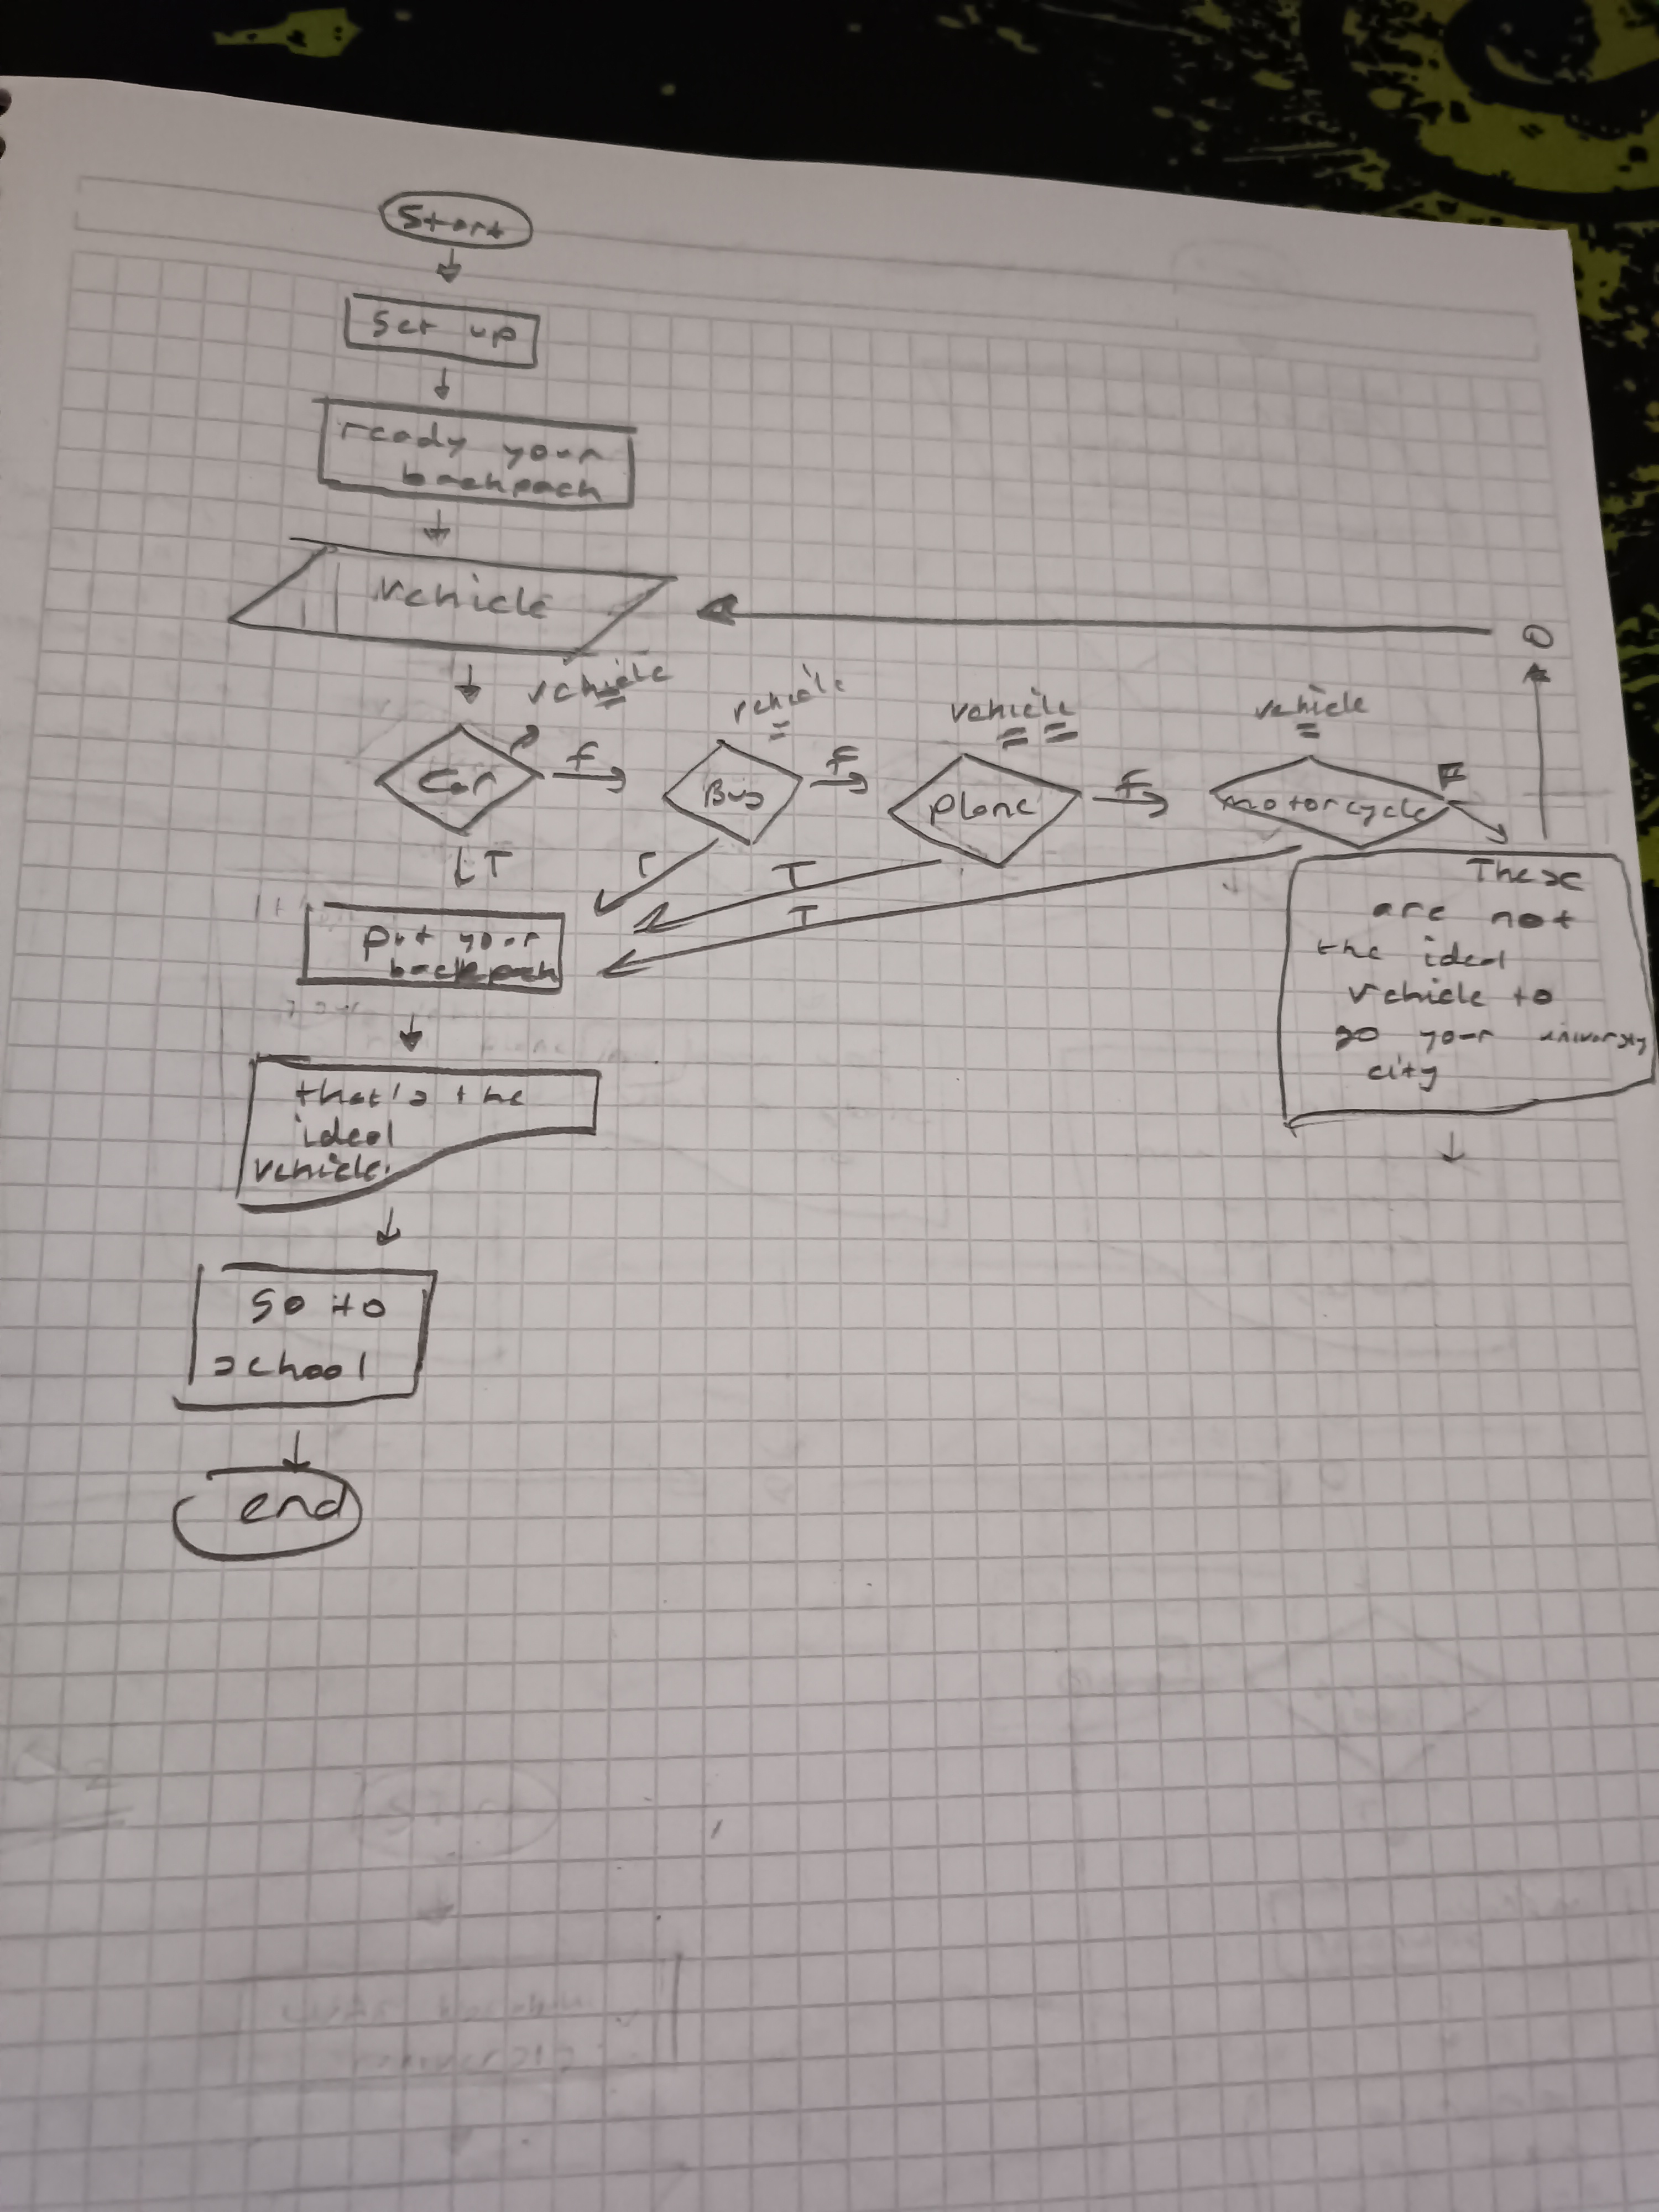 Start
Set up
ready your
backpack
vehicle
O
vehicle
vehicle
vehicle
vehicle
Car
F
Bus
F
Plane
F
motorcycle
F
T
T
T
T
put your
backpack
These
are not
the ideal
vehicle to
go your university
city
that's the
ideal
vehicle.
go to
school
end